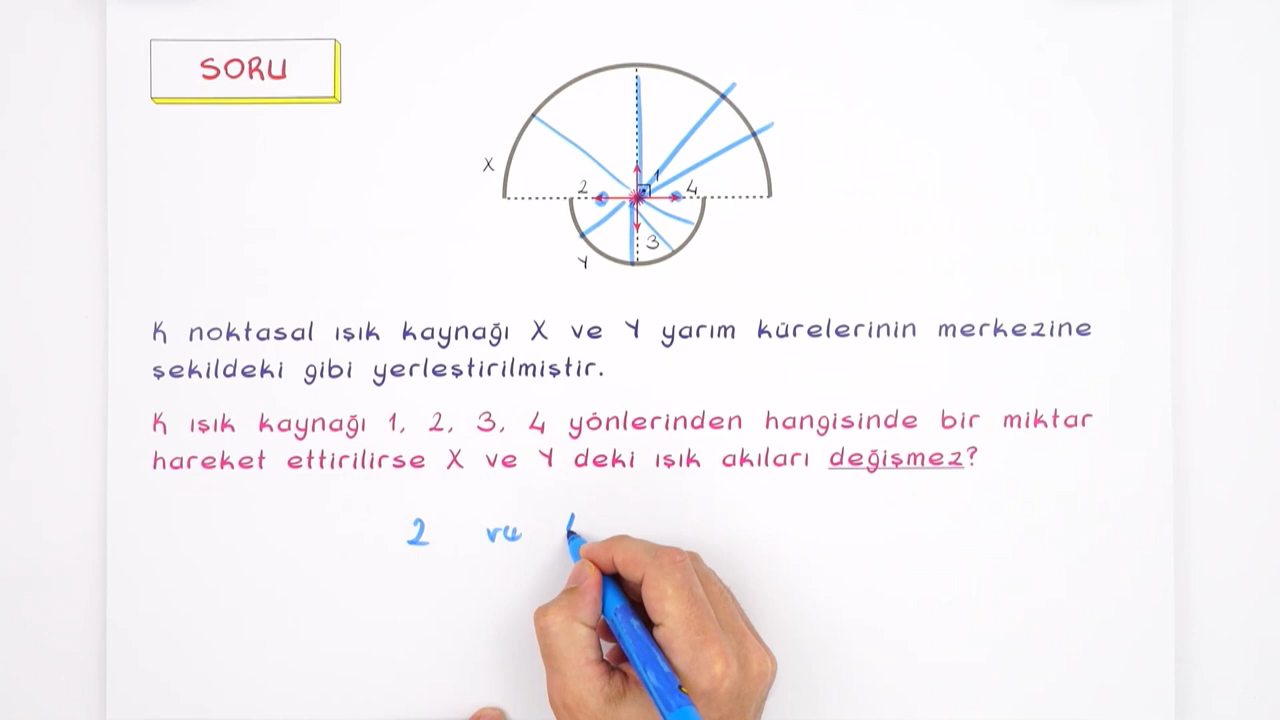 SORU
X
1
2
4
3
Y
K noktasal ışık kaynağı X ve Y yarım kürelerinin merkezine
şekildeki gibi yerleştirilmiştir.
K ışık kaynağı 1, 2, 3, 4 yönlerinden hangisinde bir miktar
hareket ettirilirse X ve Y deki ışık akıları değişmez?
2 ve